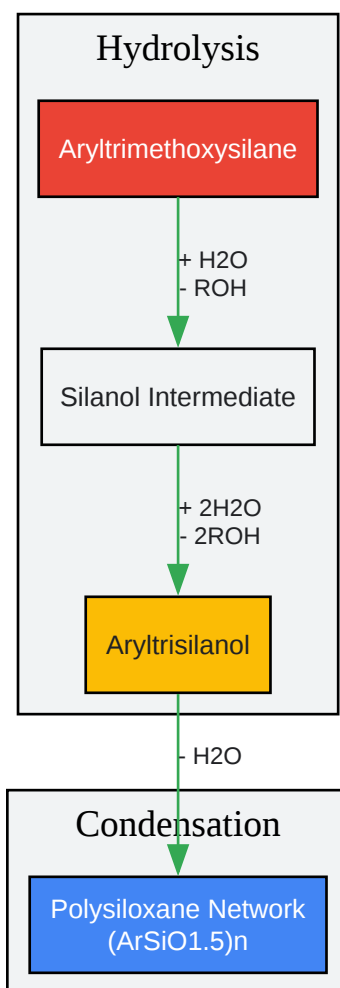 Hydrolysis
Aryltrimethoxysilane
+ H2O
- ROH
Silanol Intermediate
+ 2H2O
- 2ROH
Aryltrisilanol
- H2O
Condensation
Polysiloxane Network
(ArSiO1.5)n